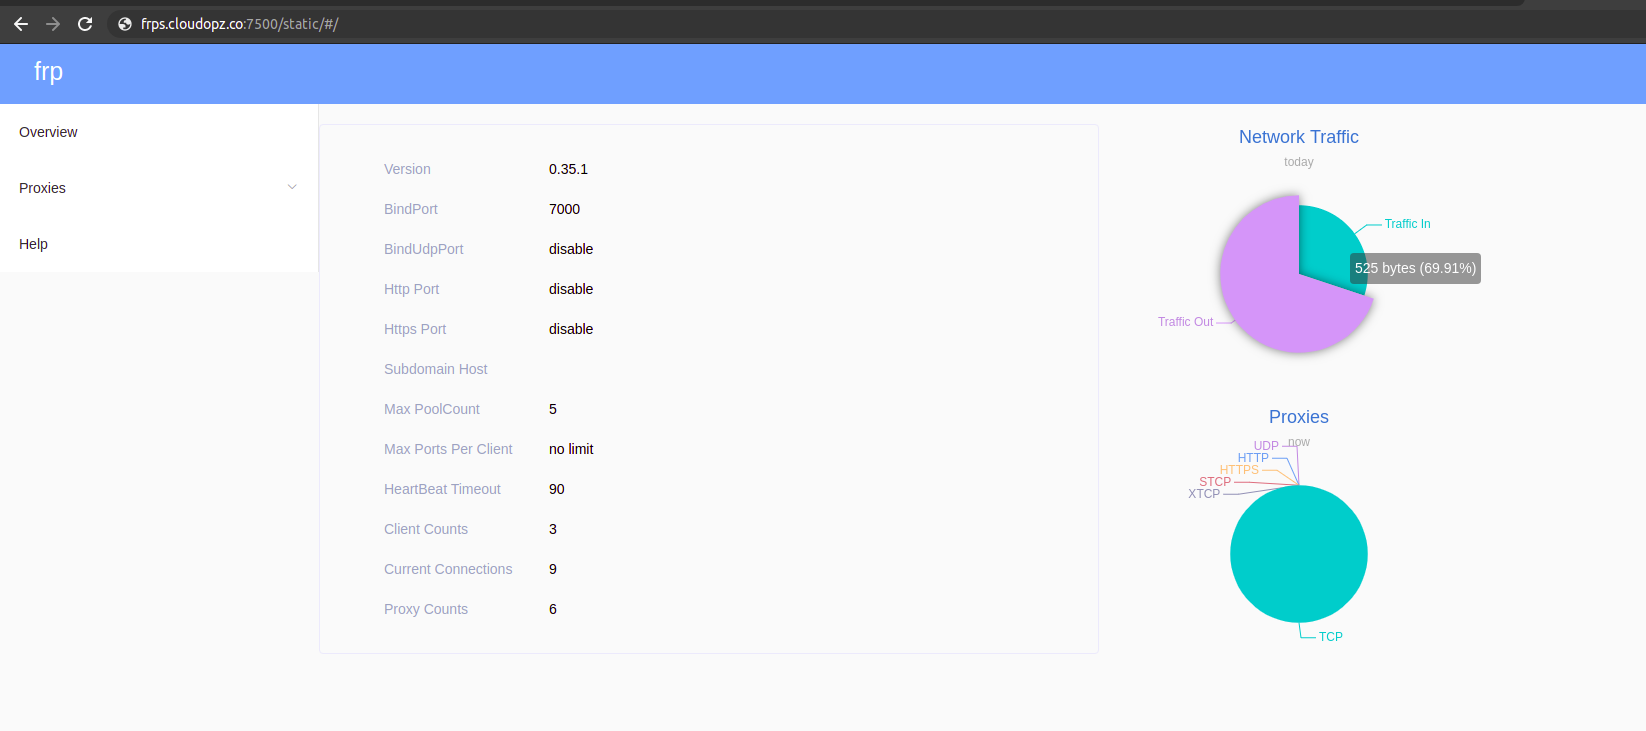 frps.cloudopz.co:7500/static/#/
frp
Overview
Proxies
Help
Version 0.35.1
BindPort 7000
BindUdpPort disable
Http Port disable
Https Port disable
Subdomain Host
Max PoolCount 5
Max Ports Per Client no limit
HeartBeat Timeout 90
Client Counts 3
Current Connections 9
Proxy Counts 6
Network Traffic
today
Traffic In
525 bytes (69.91%)
Traffic Out
Proxies
now
UDP
HTTP
HTTPS
STCP
XTCP
TCP